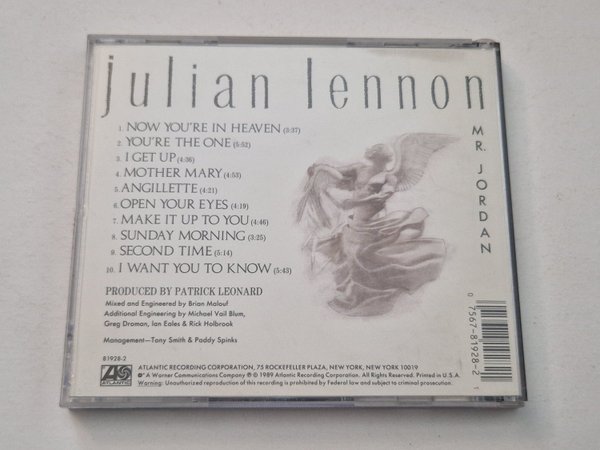 julian lennon
MR. JORDAN
1. NOW YOU'RE IN HEAVEN (3:37)
2. YOU'RE THE ONE (5:52)
3. I GET UP (4:36)
4. MOTHER MARY (4:53)
5. ANGILLETTE (4:21)
6. OPEN YOUR EYES (4:19)
7. MAKE IT UP TO YOU (4:46)
8. SUNDAY MORNING (3:25)
9. SECOND TIME (5:14)
10. I WANT YOU TO KNOW (5:43)
PRODUCED BY PATRICK LEONARD
Mixed and Engineered by Brian Malouf
Additional Engineering by Michael Vail Blum,
Greg Droman, Ian Eales & Rick Holbrook
Management—Tony Smith & Paddy Spinks
81928-2
ATLANTIC
ATLANTIC RECORDING CORPORATION, 75 ROCKEFELLER PLAZA, NEW YORK, NEW YORK 10019
A Warner Communications Company ℗ © 1989 Atlantic Recording Corporation. All Rights Reserved. Printed in U.S.A.
Warning: Unauthorized reproduction of this recording is prohibited by Federal law and subject to criminal prosecution.
0 7567-81928-2 1